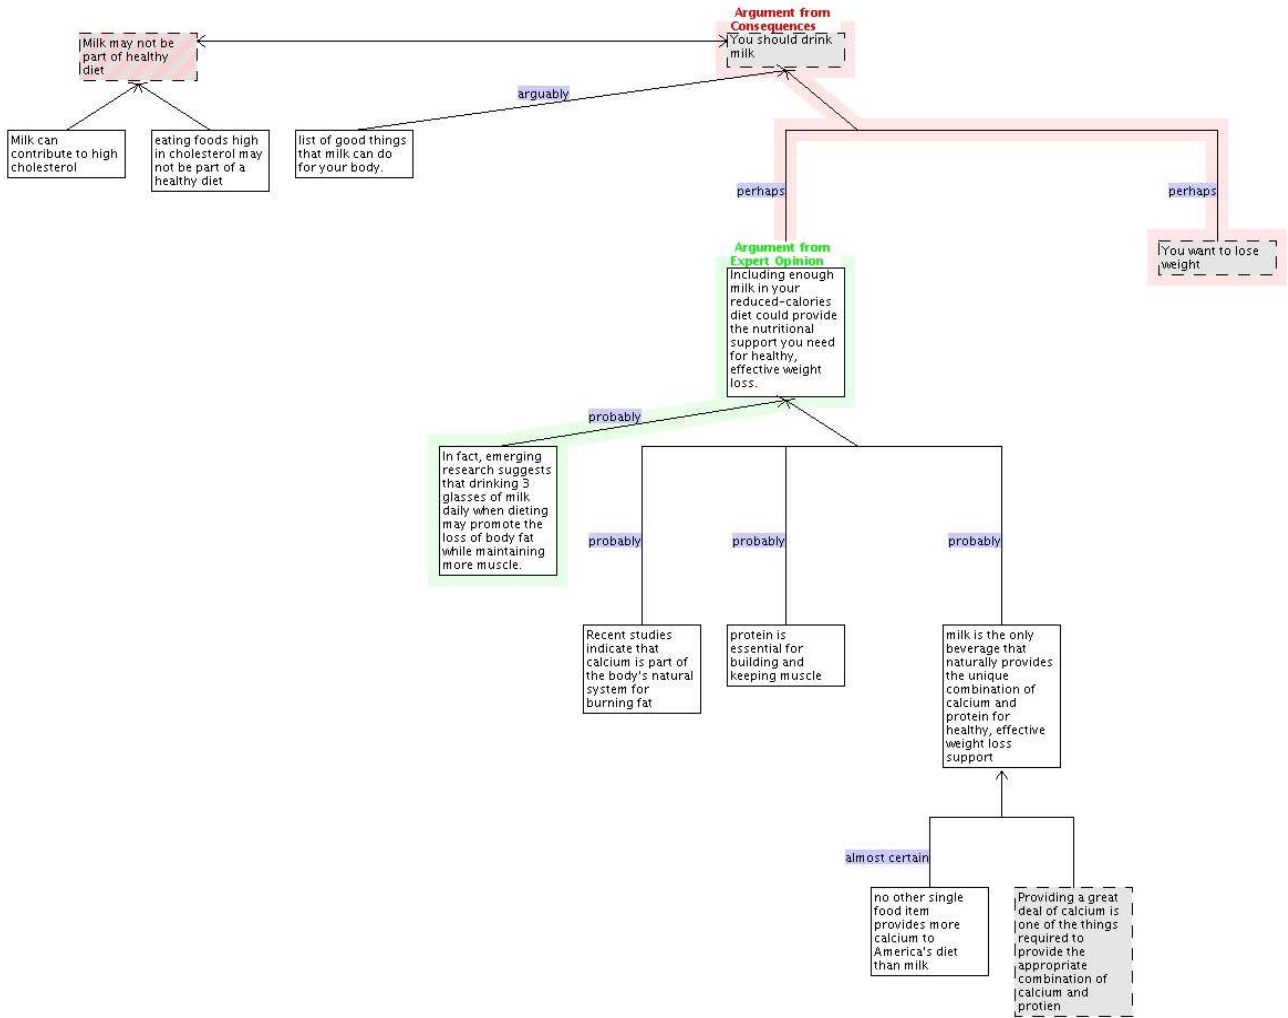 Argument from
Consequences
Milk may not be
part of healthy
diet
You should drink
milk
arguably
Milk can
contribute to high
cholesterol
eating foods high
in cholesterol may
not be part of a
healthy diet
list of good things
that milk can do
for your body.
perhaps
perhaps
Argument from
Expert Opinion
You want to lose
weight
Including enough
milk in your
reduced-calories
diet could provide
the nutritional
support you need
for healthy,
effective weight
loss.
probably
In fact, emerging
research suggests
that drinking 3
glasses of milk
daily when dieting
may promote the
loss of body fat
while maintaining
more muscle.
probably
probably
probably
Recent studies
indicate that
calcium is part of
the body's natural
system for
burning fat
protein is
essential for
building and
keeping muscle
milk is the only
beverage that
naturally provides
the unique
combination of
calcium and
protein for
healthy, effective
weight loss
support
almost certain
no other single
food item
provides more
calcium to
America's diet
than milk
Providing a great
deal of calcium is
one of the things
required to
provide the
appropriate
combination of
calcium and
protien